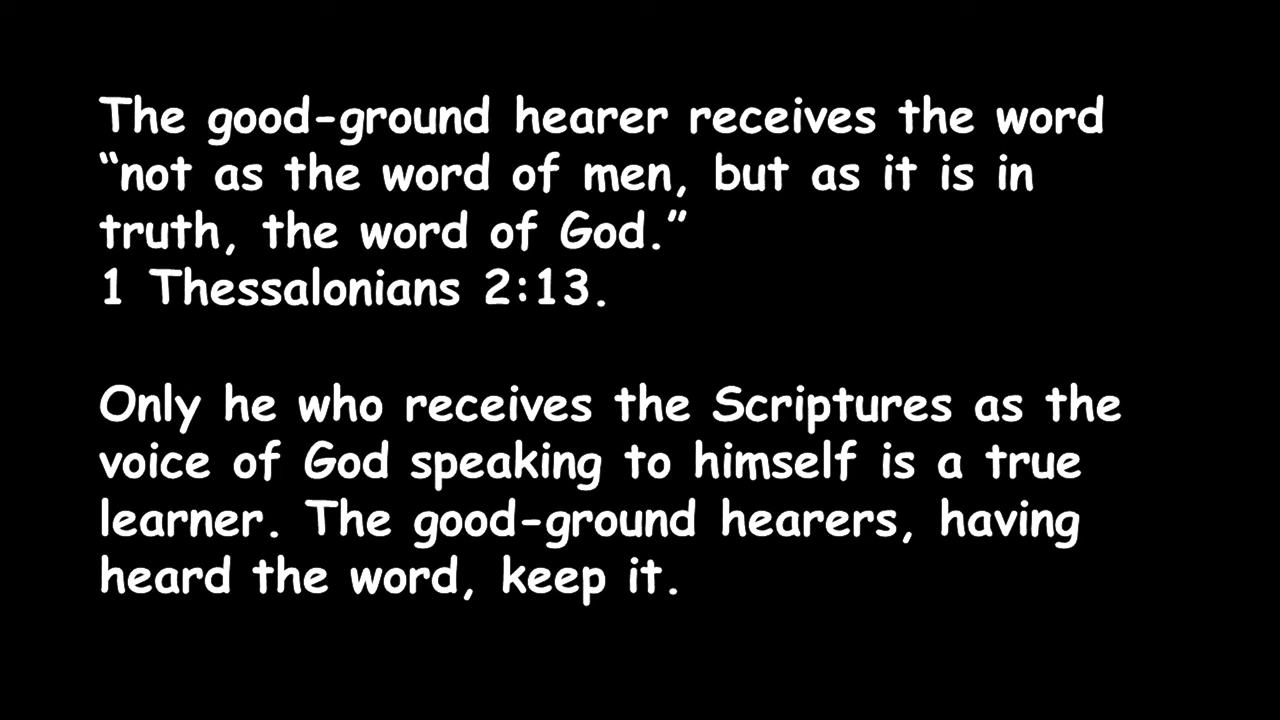 The good-ground hearer receives the word
“not as the word of men, but as it is in
truth, the word of God.”
1 Thessalonians 2:13.
Only he who receives the Scriptures as the
voice of God speaking to himself is a true
learner. The good-ground hearers, having
heard the word, keep it.